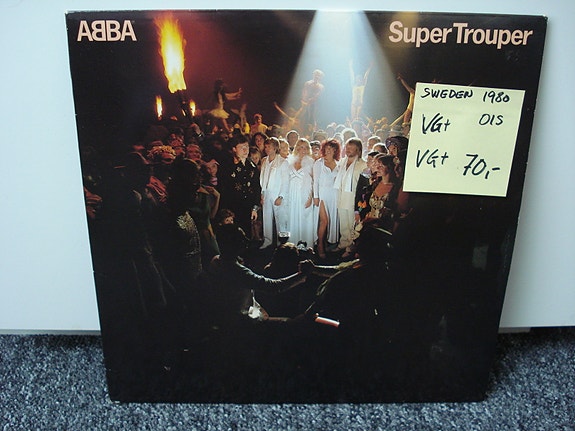 ABBA
Super Trouper
SWEDEN 1980
VG+ OIS
VG+ 70,-